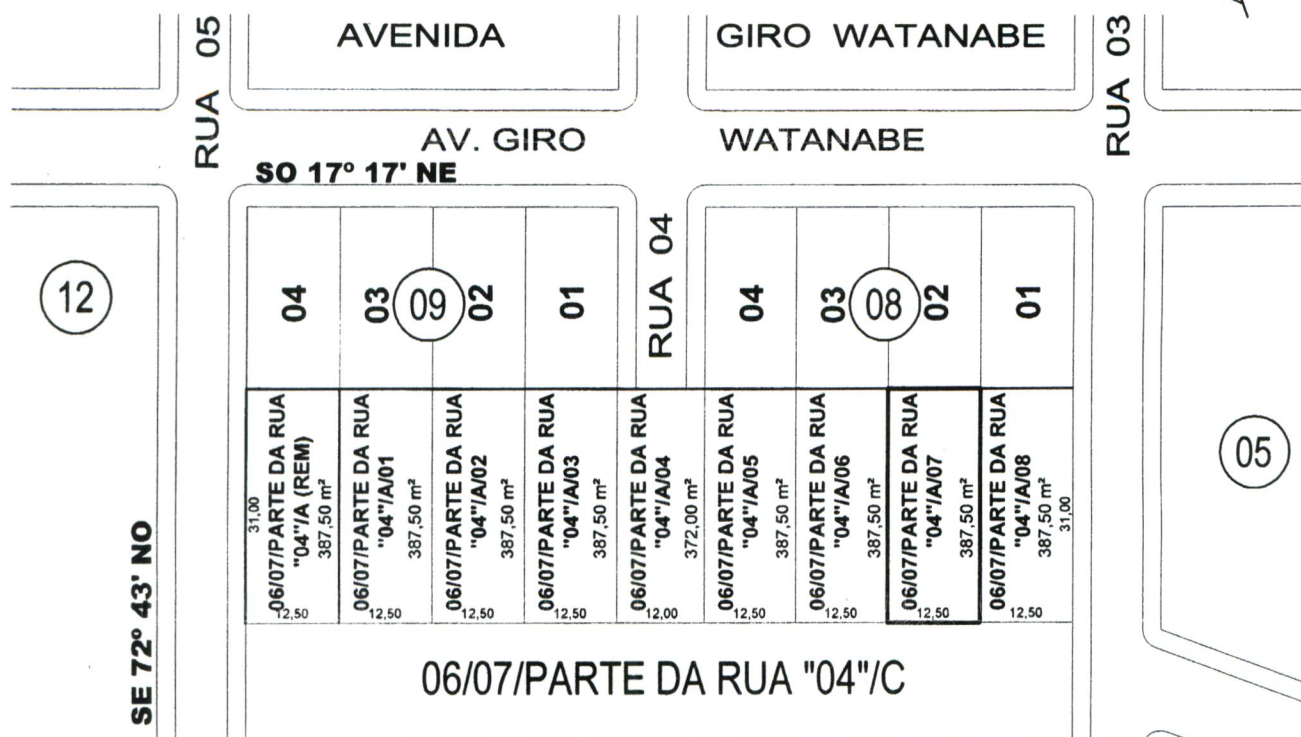 RUA 05
AVENIDA
GIRO WATANABE
RUA 03
AV. GIRO
WATANABE
SO 17º 17' NE
12
04
03
09
02
01
RUA 04
04
03
08
02
01
05
SE 72º 43' NO
31,00
06/07/PARTE DA RUA
"04"/A (REM)
387,50 m²
12,50
06/07/PARTE DA RUA
"04"/A/01
387,50 m²
12,50
06/07/PARTE DA RUA
"04"/A/02
387,50 m²
12,50
06/07/PARTE DA RUA
"04"/A/03
387,50 m²
12,50
06/07/PARTE DA RUA
"04"/A/04
372,00 m²
12,00
06/07/PARTE DA RUA
"04"/A/05
387,50 m²
12,50
06/07/PARTE DA RUA
"04"/A/06
387,50 m²
12,50
06/07/PARTE DA RUA
"04"/A/07
387,50 m²
12,50
06/07/PARTE DA RUA
"04"/A/08
387,50 m²
31,00
12,50
06/07/PARTE DA RUA "04"/C